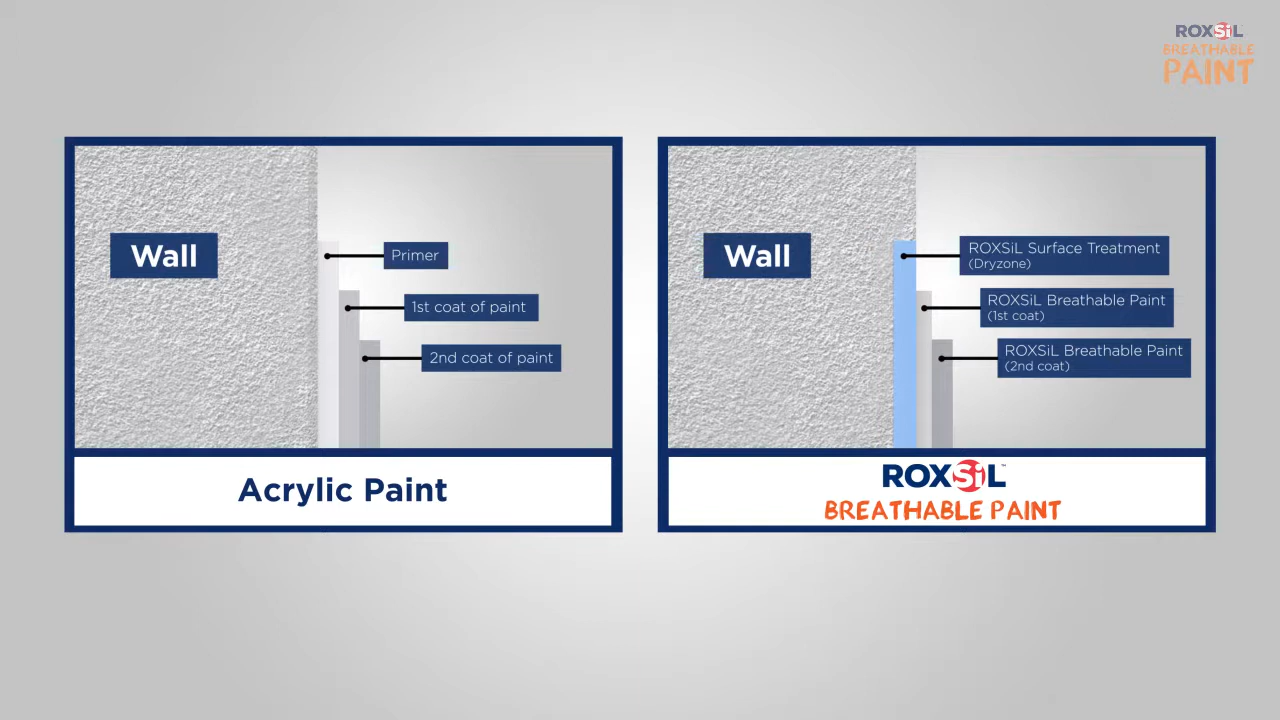 ROXSiL
BREATHABLE
PAINT
Wall
Primer
1st coat of paint
2nd coat of paint
Acrylic Paint
Wall
ROXSiL Surface Treatment
(Dryzone)
ROXSiL Breathable Paint
(1st coat)
ROXSiL Breathable Paint
(2nd coat)
ROXSiL™
BREATHABLE PAINT